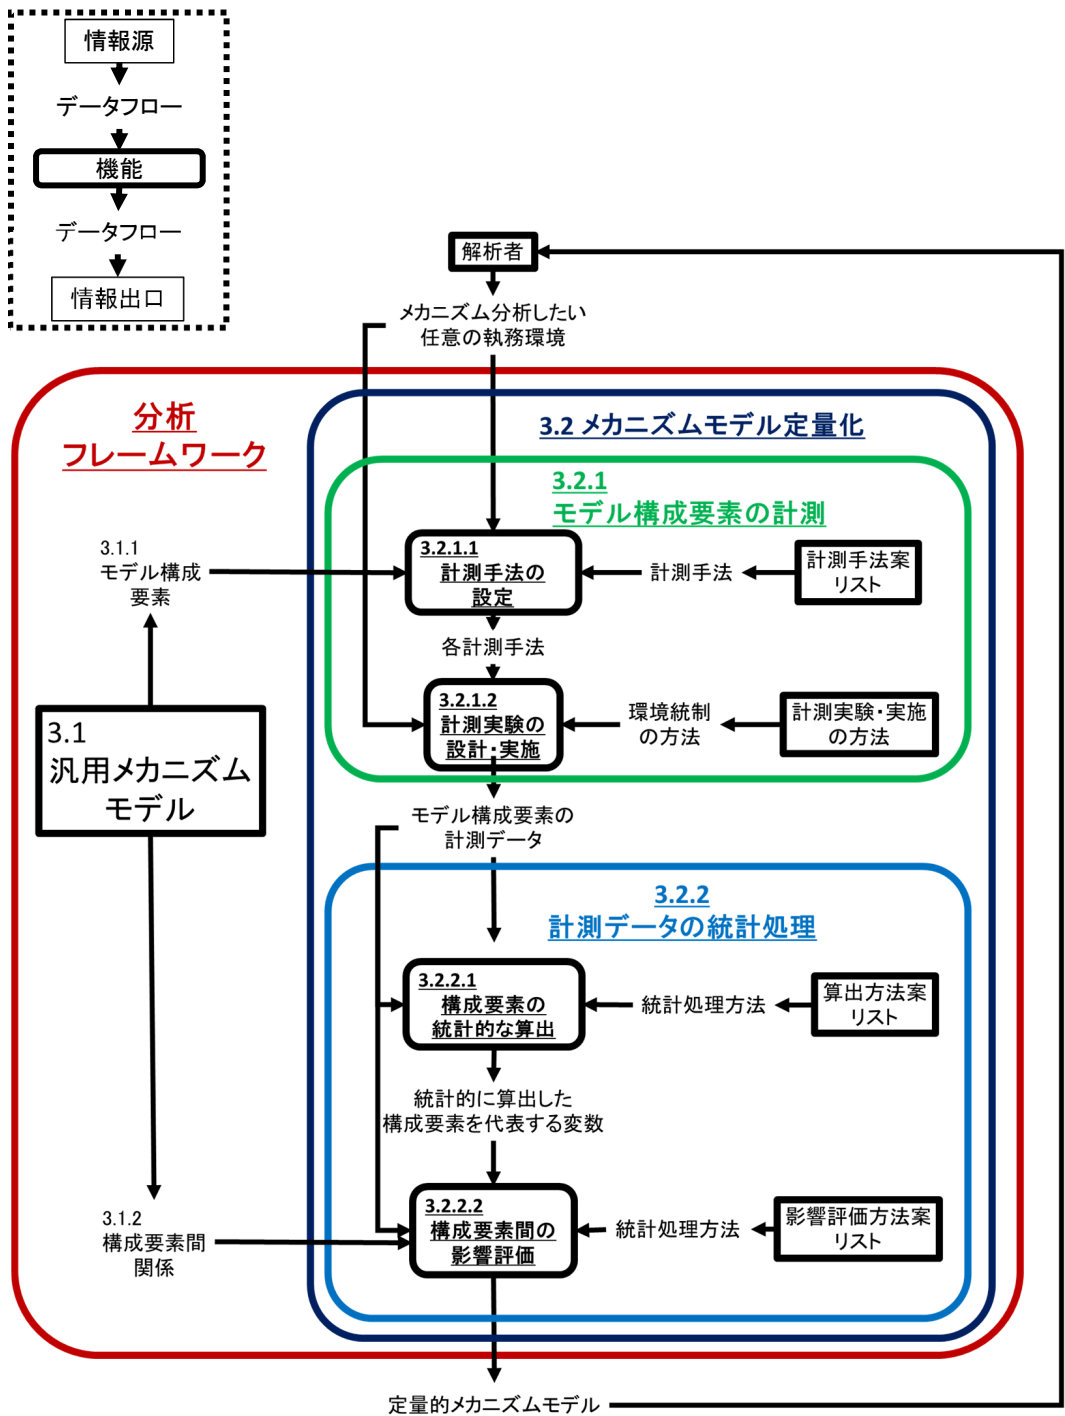 情報源
データフロー
機能
データフロー
情報出口
解析者
メカニズム分析したい
任意の執務環境
分析
フレームワーク
3.2 メカニズムモデル定量化
3.2.1
モデル構成要素の計測
3.1.1
モデル構成
要素
3.2.1.1
計測手法の
設定
計測手法
計測手法案
リスト
各計測手法
3.2.1.2
計測実験の
設計・実施
環境統制
の方法
計測実験・実施
の方法
3.1
汎用メカニズム
モデル
モデル構成要素の
計測データ
3.2.2
計測データの統計処理
3.2.2.1
構成要素の
統計的な算出
統計処理方法
算出方法案
リスト
統計的に算出した
構成要素を代表する変数
3.1.2
構成要素間
関係
3.2.2.2
構成要素間の
影響評価
統計処理方法
影響評価方法案
リスト
定量的メカニズムモデル